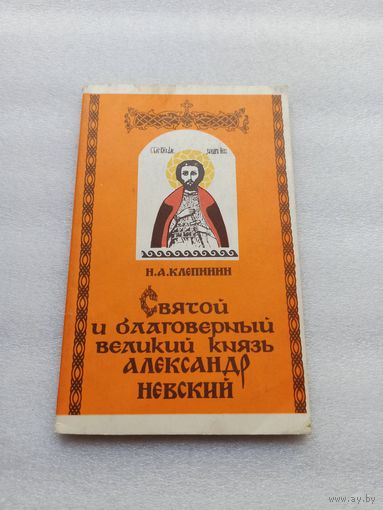 Н.А.КЛЕПИНИН
Святой
и благоверный
великий князь
АЛЕКСАНДР
НЕВСКИЙ
www.ay.by